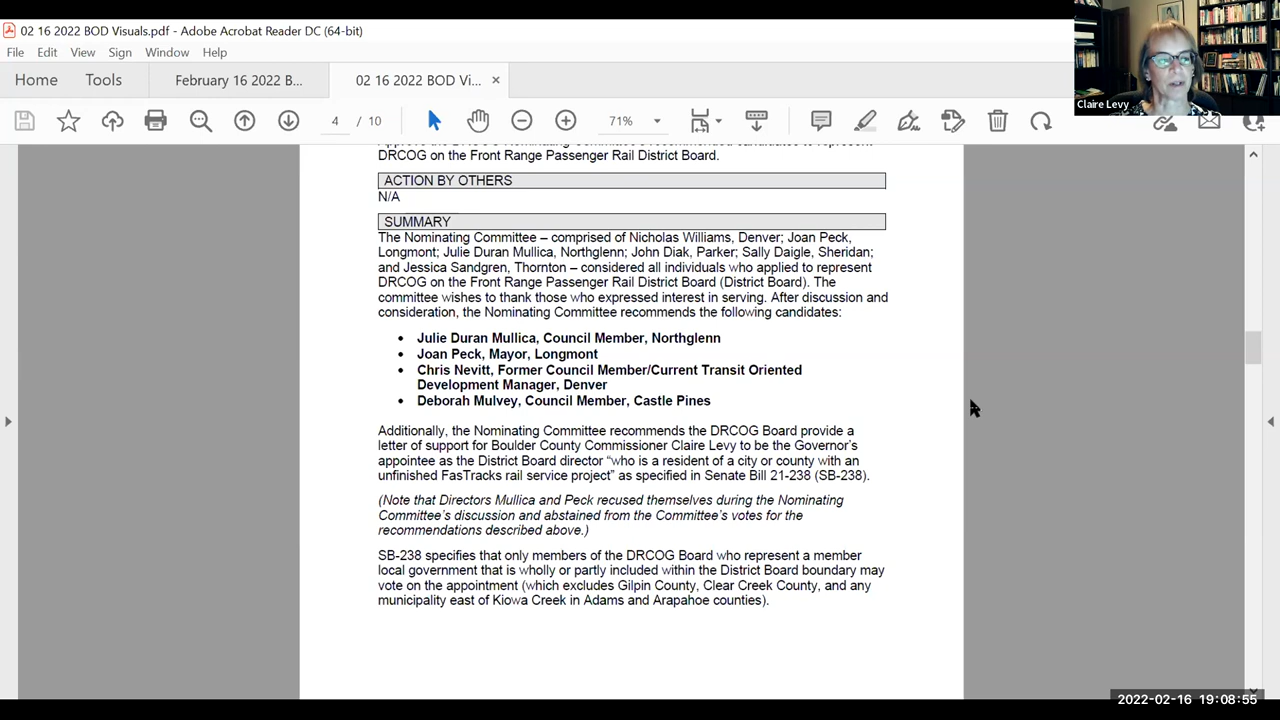 02 16 2022 BOD Visuals.pdf - Adobe Acrobat Reader DC (64-bit)
File Edit View Sign Window Help
Home Tools February 16 2022 B... 02 16 2022 BOD Vi... ×
4 / 10 71%
Claire Levy
DRCOG on the Front Range Passenger Rail District Board.
ACTION BY OTHERS
N/A
SUMMARY
The Nominating Committee – comprised of Nicholas Williams, Denver; Joan Peck,
Longmont; Julie Duran Mullica, Northglenn; John Diak, Parker; Sally Daigle, Sheridan;
and Jessica Sandgren, Thornton – considered all individuals who applied to represent
DRCOG on the Front Range Passenger Rail District Board (District Board). The
committee wishes to thank those who expressed interest in serving. After discussion and
consideration, the Nominating Committee recommends the following candidates:
• Julie Duran Mullica, Council Member, Northglenn
• Joan Peck, Mayor, Longmont
• Chris Nevitt, Former Council Member/Current Transit Oriented
Development Manager, Denver
• Deborah Mulvey, Council Member, Castle Pines
Additionally, the Nominating Committee recommends the DRCOG Board provide a
letter of support for Boulder County Commissioner Claire Levy to be the Governor’s
appointee as the District Board director “who is a resident of a city or county with an
unfinished FasTracks rail service project” as specified in Senate Bill 21-238 (SB-238).
(Note that Directors Mullica and Peck recused themselves during the Nominating
Committee’s discussion and abstained from the Committee’s votes for the
recommendations described above.)
SB-238 specifies that only members of the DRCOG Board who represent a member
local government that is wholly or partly included within the District Board boundary may
vote on the appointment (which excludes Gilpin County, Clear Creek County, and any
municipality east of Kiowa Creek in Adams and Arapahoe counties).
2022-02-16 19:08:55